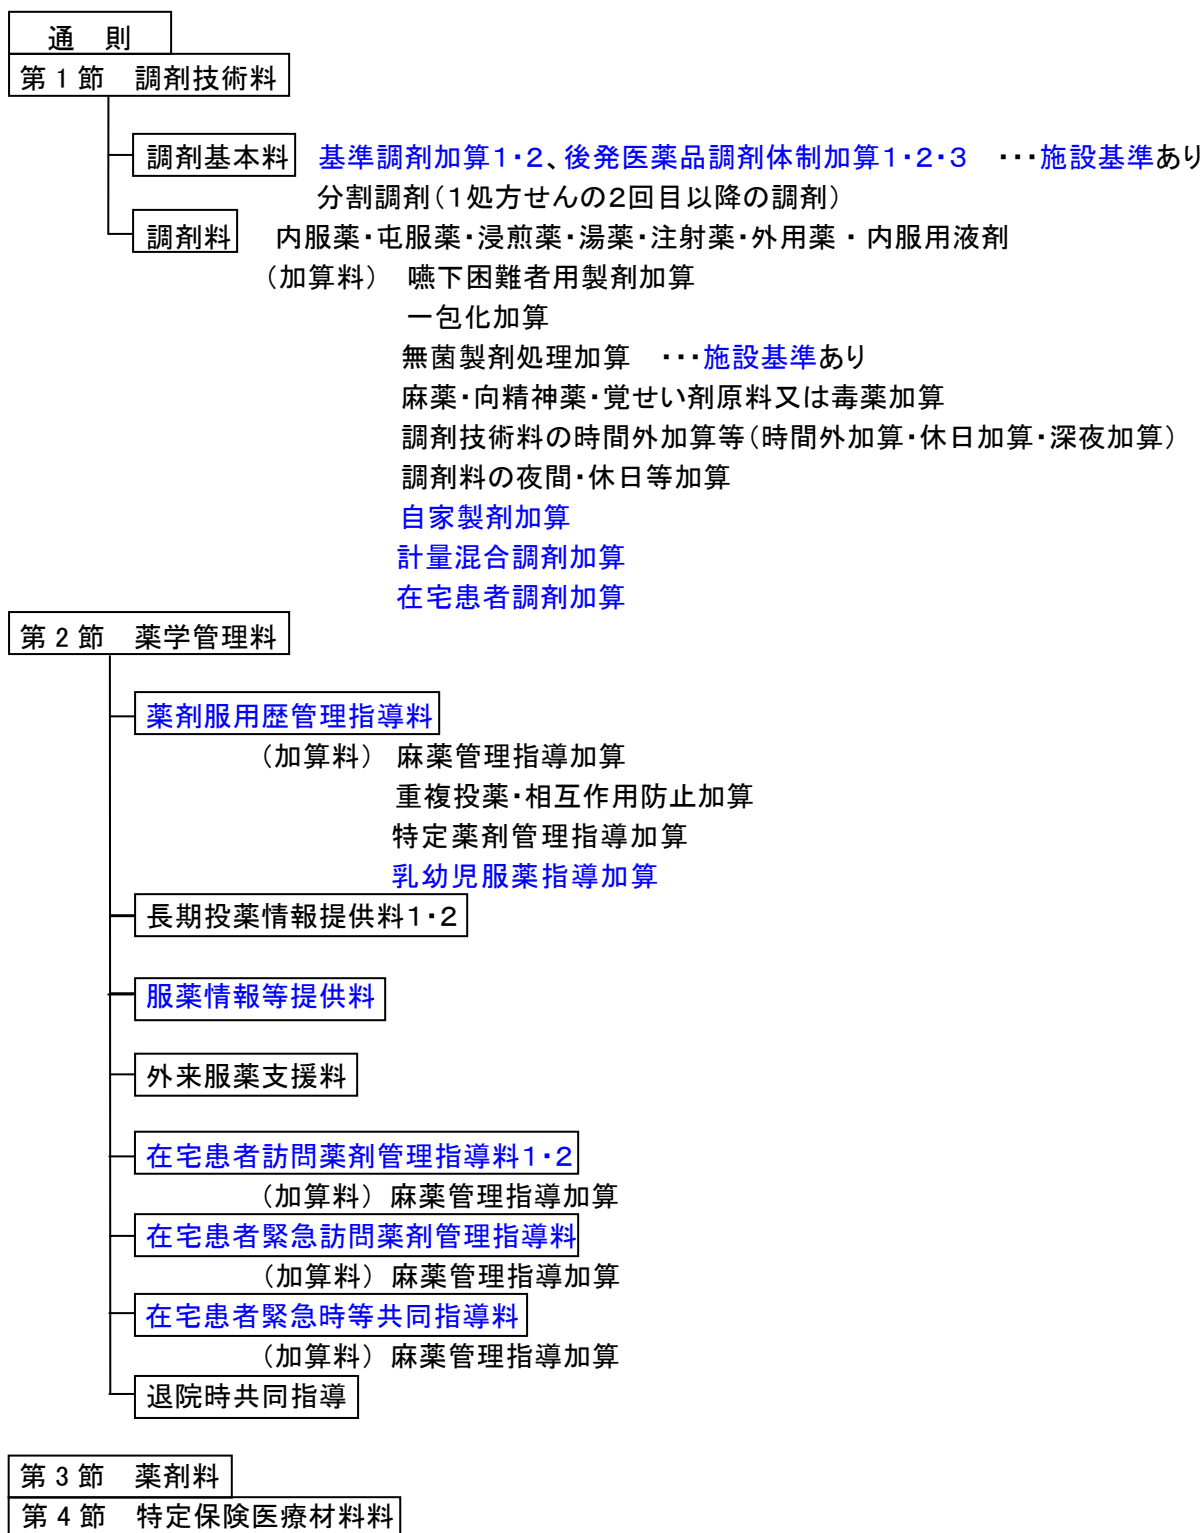 通　則
第1節　調剤技術料
調剤基本料　基準調剤加算1・2、後発医薬品調剤体制加算1・2・3　・・・施設基準あり
分割調剤（1処方せんの2回目以降の調剤）
調剤料　内服薬・屯服薬・浸煎薬・湯薬・注射薬・外用薬・内服用液剤
（加算料）　嚥下困難者用製剤加算
一包化加算
無菌製剤処理加算　・・・施設基準あり
麻薬・向精神薬・覚せい剤原料又は毒薬加算
調剤技術料の時間外加算等（時間外加算・休日加算・深夜加算）
調剤料の夜間・休日等加算
自家製剤加算
計量混合調剤加算
在宅患者調剤加算
第2節　薬学管理料
薬剤服用歴管理指導料
（加算料）　麻薬管理指導加算
重複投薬・相互作用防止加算
特定薬剤管理指導加算
乳幼児服薬指導加算
長期投薬情報提供料1・2
服薬情報等提供料
外来服薬支援料
在宅患者訪問薬剤管理指導料1・2
（加算料）麻薬管理指導加算
在宅患者緊急訪問薬剤管理指導料
（加算料）麻薬管理指導加算
在宅患者緊急時等共同指導料
（加算料）麻薬管理指導加算
退院時共同指導
第3節　薬剤料
第4節　特定保険医療材料料